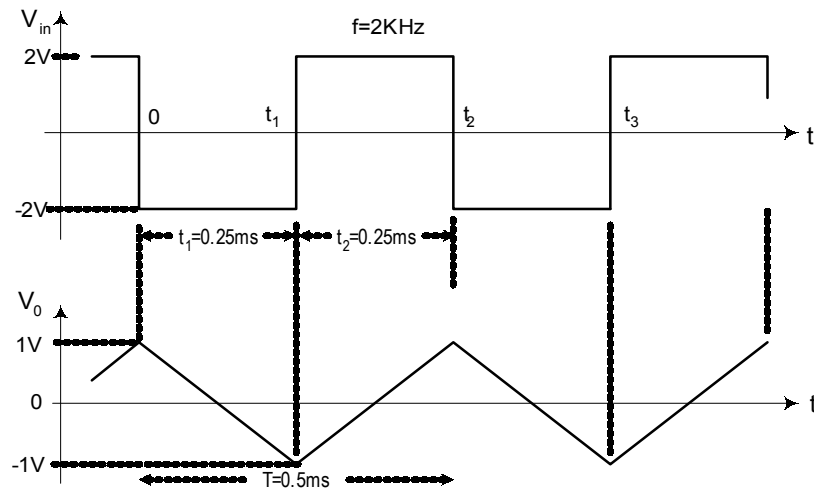 V_in
f=2KHz
2V
0 t_1 t_2 t_3 t
-2V
t_1=0.25ms t_2=0.25ms
V_0
1V
0 t
-1V
T=0.5ms